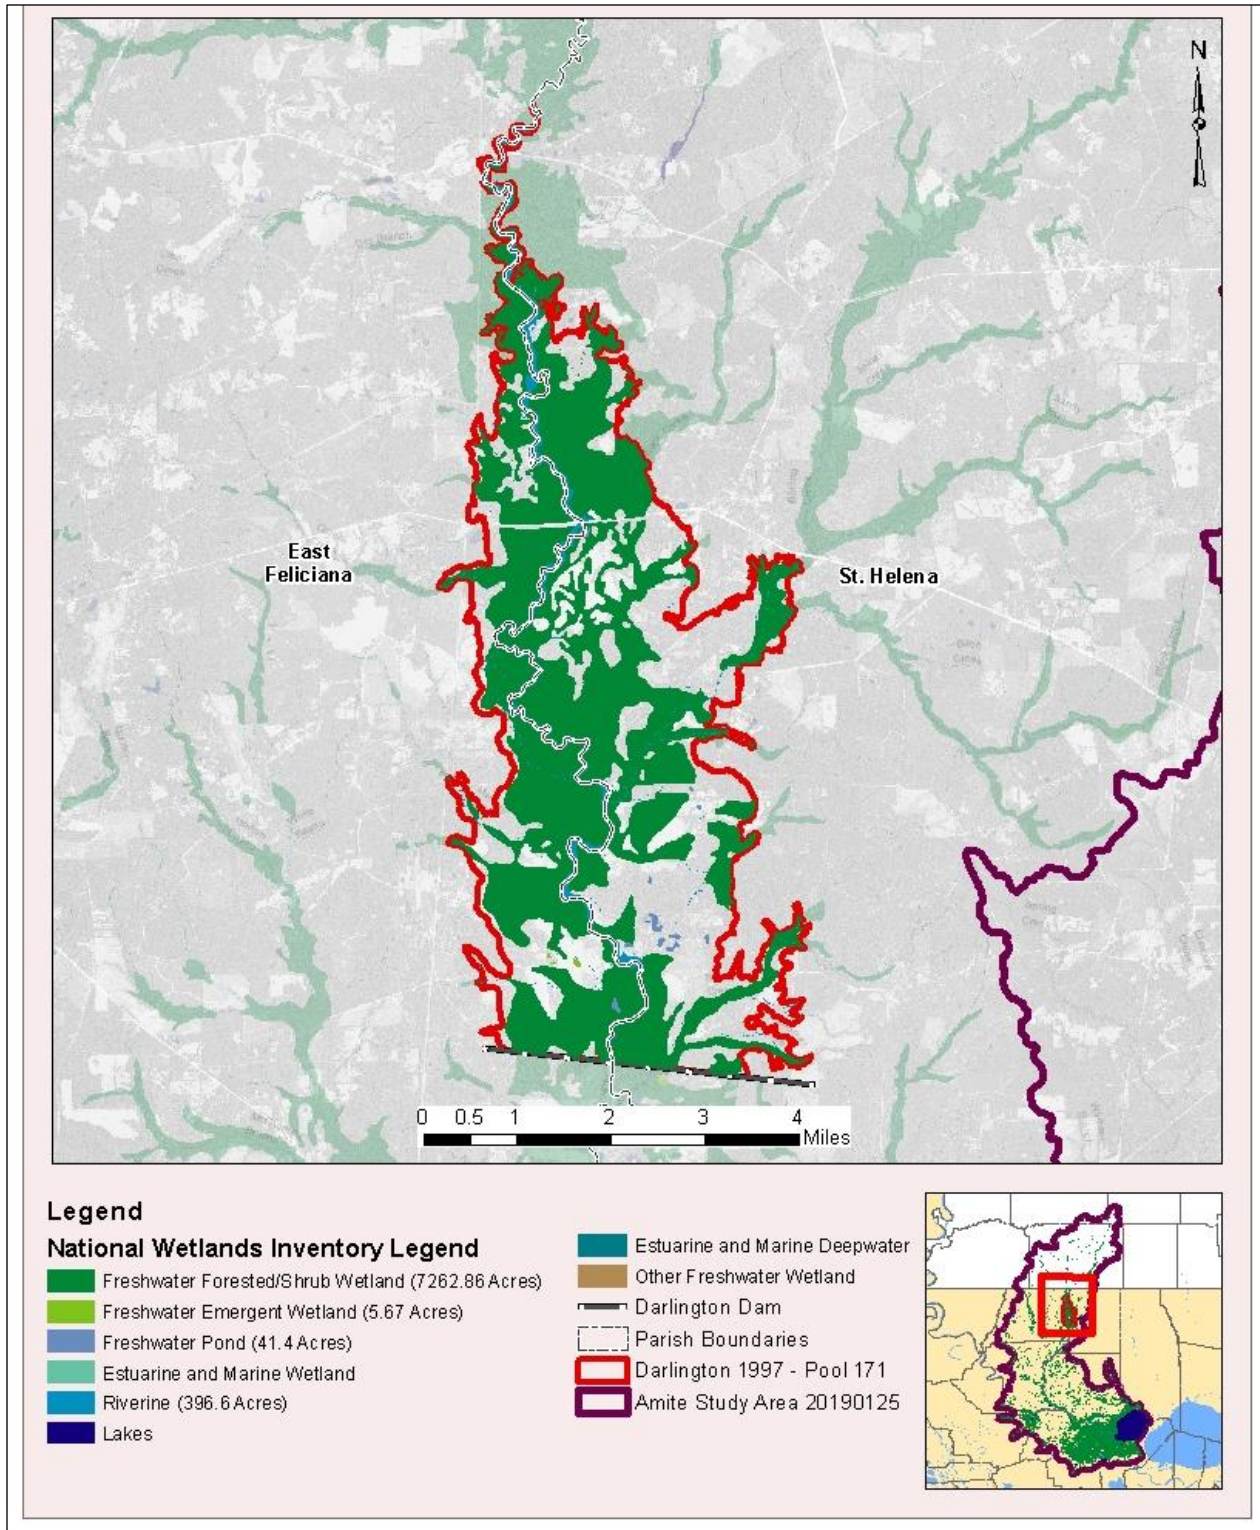 N
East
Feliciana
St. Helena
0 0.5 1 2 3 4
Miles
Legend
National Wetlands Inventory Legend
Freshwater Forested/Shrub Wetland (7262.86 Acres)
Freshwater Emergent Wetland (5.67 Acres)
Freshwater Pond (41.4 Acres)
Estuarine and Marine Wetland
Riverine (396.6 Acres)
Lakes
Estuarine and Marine Deepwater
Other Freshwater Wetland
Darlington Dam
Parish Boundaries
Darlington 1997 - Pool 171
Amite Study Area 20190125